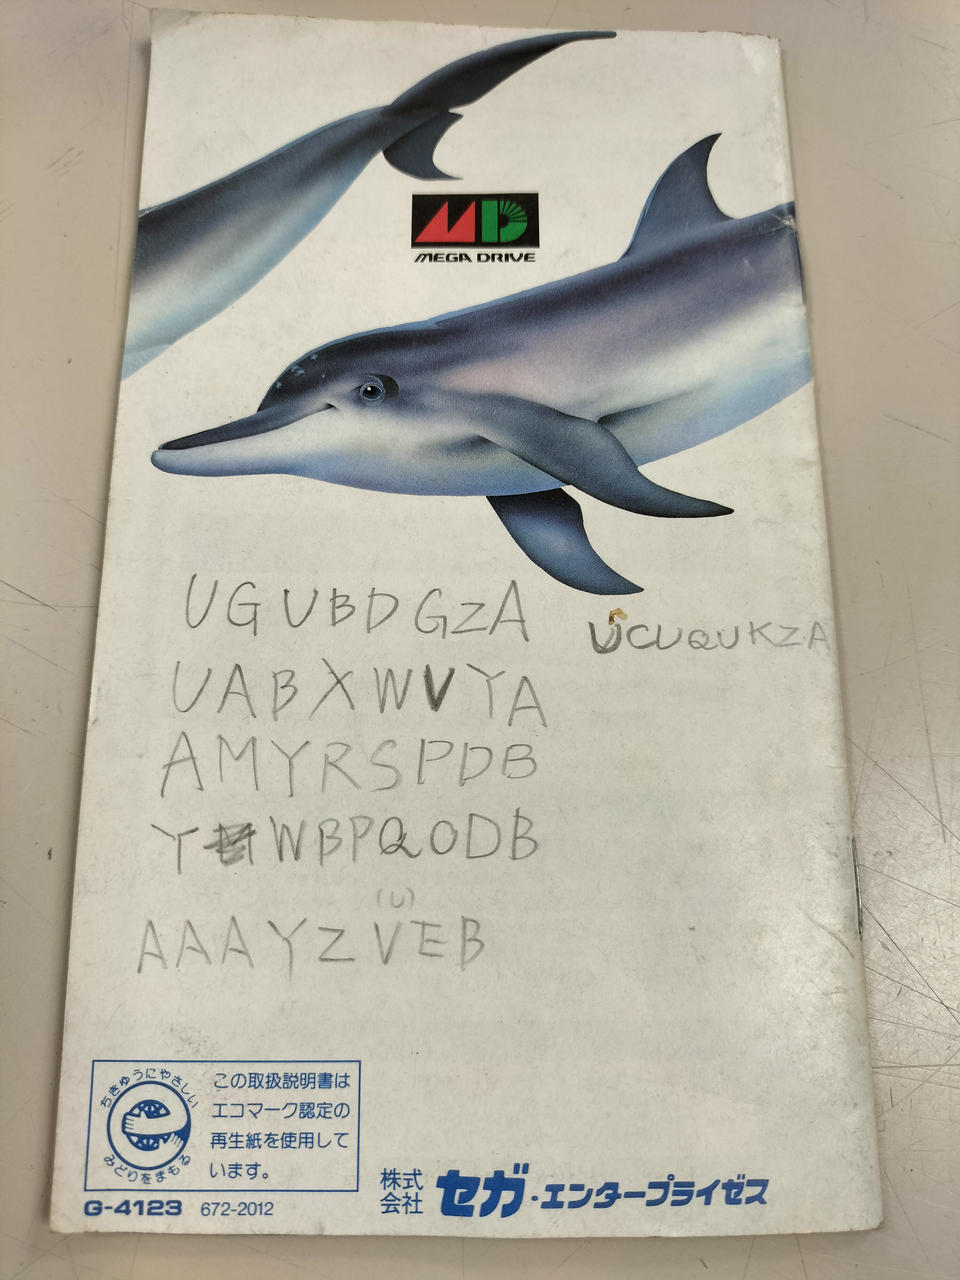 MD
MEGA DRIVE
UGUBDGZA
UCUQUKZA
UABXWVYA
AMYRSPDB
Y WBPQODB
(U)
AAAYZVEB
ちきゅうにやさしい
みどりをまもる
この取扱説明書は
エコマーク認定の
再生紙を使用して
います。
G-4123 672-2012
株式会社 セガ・エンタープライゼス